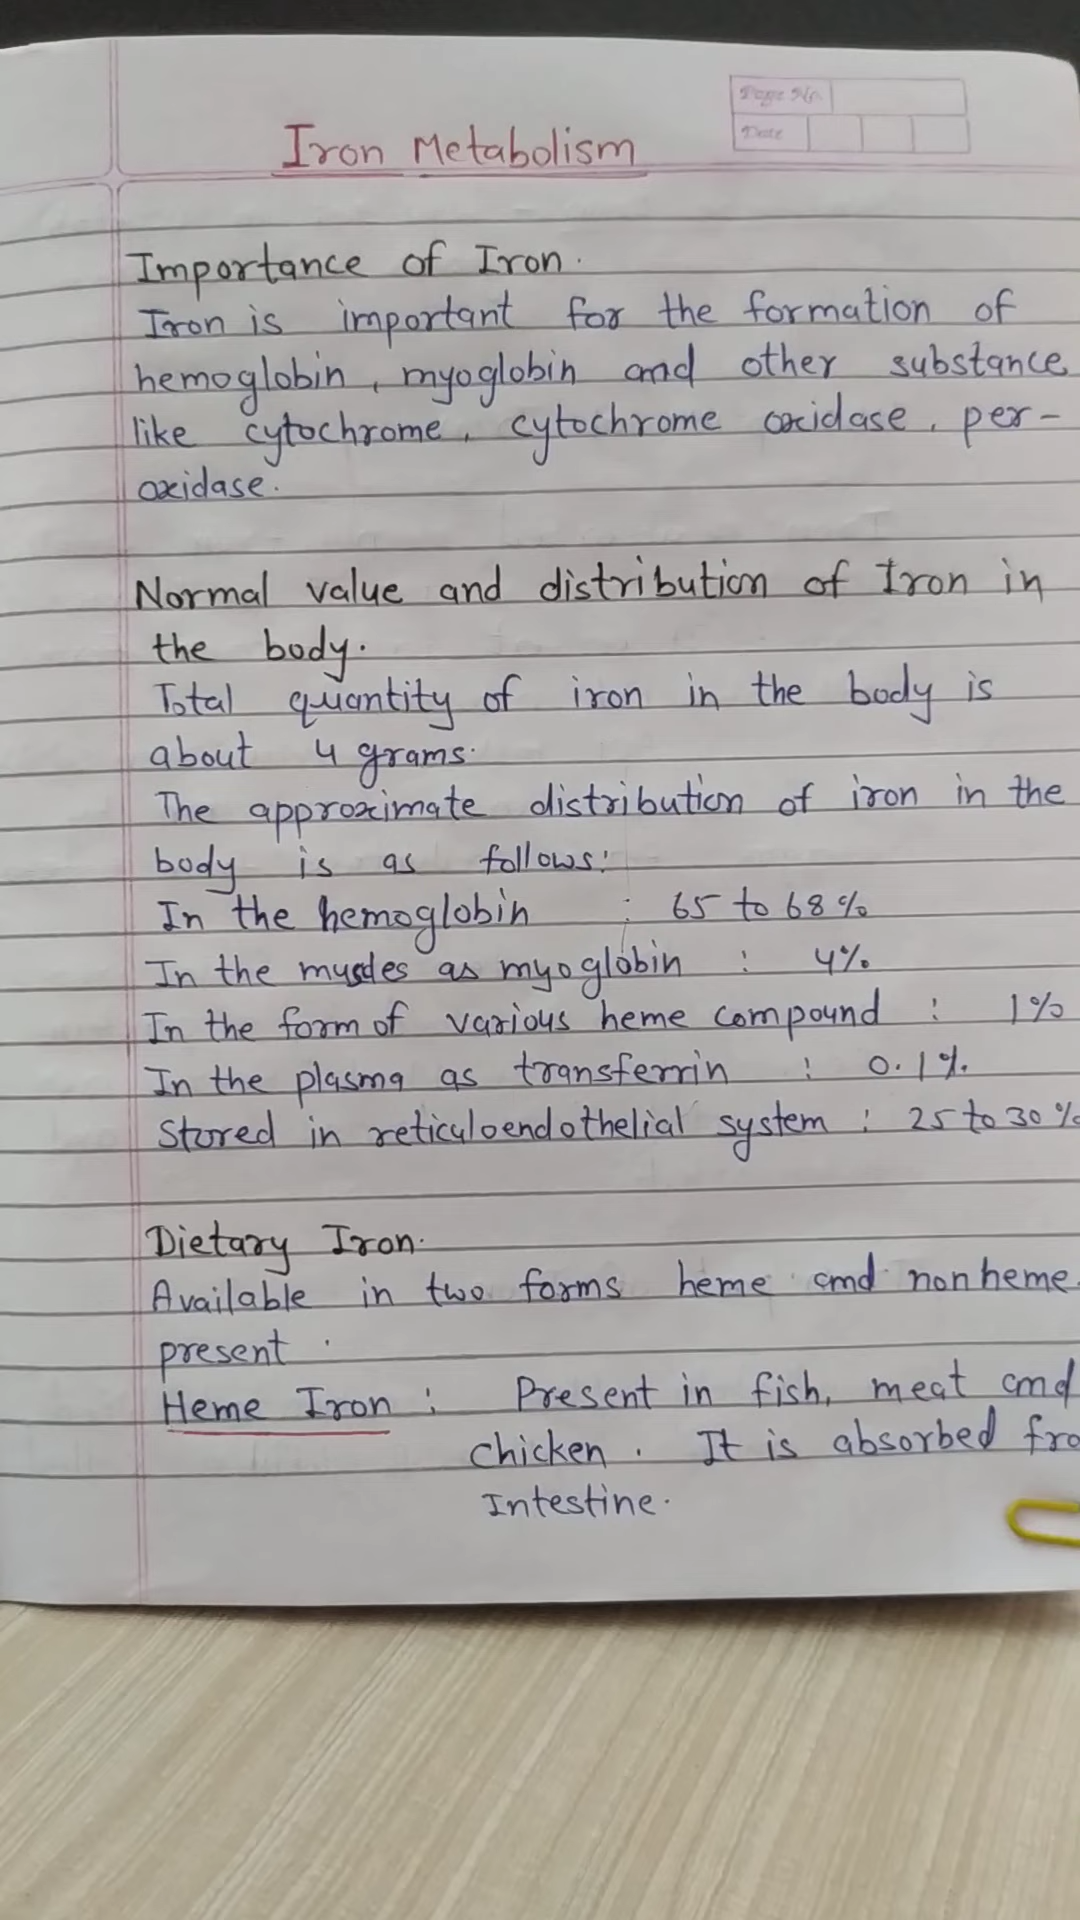 Page No.
Date
Iron Metabolism
Importance of Iron.
Iron is important for the formation of
hemoglobin, myoglobin and other substance
like cytochrome, cytochrome oxidase, per-
oxidase.
Normal value and distribution of Iron in
the body.
Total quantity of iron in the body is
about 4 grams.
The approximate distribution of iron in the
body is as follows:
In the hemoglobin : 65 to 68%
In the muscles as myoglobin : 4%
In the form of various heme compound : 1%
In the plasma as transferrin : 0.1%
Stored in reticuloendothelial system : 25 to 30%
Dietary Iron.
Available in two forms heme and nonheme
present.
Heme Iron : Present in fish, meat and
chicken. It is absorbed fro
Intestine.